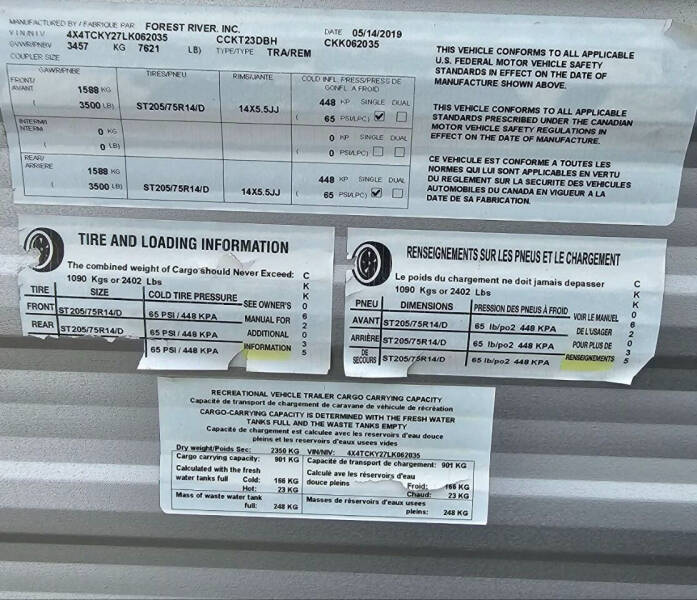 MANUFACTURED BY / FABRIQUE PAR FOREST RIVER. INC. DATE 05/14/2019
VIN/NIV 4X4TCKY27LK062035 CCKT23DBH CKK062035
GVWR/PNBV 3457 KG 7621 LB) TYPE/TYPE TRA/REM
COUPLER SIZE
GAWR/PNBE TIRES/PNEU RIMS/JANTE COLD INFL PRESS/PRESS DE GONFL A FROID
FRONT/ AVANT 1588 KG ST205/75R14/D 14X5.5JJ 448 KP SINGLE DUAL
( 3500 LB) ( 65 PSI/LPC)
INTERM/ INTERM 0 KG 0 KP SINGLE DUAL
( 0 LB) ( 0 PSI/LPC)
REAR/ ARRIERE 1588 KG ST205/75R14/D 14X5.5JJ 448 KP SINGLE DUAL
( 3500 LB) ( 65 PSI/LPC)
THIS VEHICLE CONFORMS TO ALL APPLICABLE
U.S. FEDERAL MOTOR VEHICLE SAFETY
STANDARDS IN EFFECT ON THE DATE OF
MANUFACTURE SHOWN ABOVE.
THIS VEHICLE CONFORMS TO ALL APPLICABLE
STANDARDS PRESCRIBED UNDER THE CANADIAN
MOTOR VEHICLE SAFETY REGULATIONS IN
EFFECT ON THE DATE OF MANUFACTURE.
CE VEHICULE EST CONFORME A TOUTES LES
NORMES QUI LUI SONT APPLICABLES EN VERTU
DU REGLEMENT SUR LA SECURITE DES VEHICULES
AUTOMOBILES DU CANADA EN VIGUEUR A LA
DATE DE SA FABRICATION.
TIRE AND LOADING INFORMATION
The combined weight of Cargo should Never Exceed:
1090 Kgs or 2402 Lbs
TIRE SIZE COLD TIRE PRESSURE SEE OWNER'S
FRONT ST205/75R14/D 65 PSI / 448 KPA MANUAL FOR
REAR ST205/75R14/D 65 PSI / 448 KPA ADDITIONAL
65 PSI / 448 KPA INFORMATION
CKK062035
RENSEIGNEMENTS SUR LES PNEUS ET LE CHARGEMENT
Le poids du chargement ne doit jamais depasser
1090 Kgs or 2402 Lbs
PNEU DIMENSIONS PRESSION DES PNEUS À FROID VOIR LE MANUEL
AVANT ST205/75R14/D 65 lb/po2 448 KPA DE L'USAGER
ARRIÈRE ST205/75R14/D 65 lb/po2 448 KPA POUR PLUS DE
DE SECOURS ST205/75R14/D 65 lb/po2 448 KPA RENSEIGNEMENTS
CKK062035
RECREATIONAL VEHICLE TRAILER CARGO CARRYING CAPACITY
Capacité de transport de chargement de caravane de véhicule de récréation
CARGO-CARRYING CAPACITY IS DETERMINED WITH THE FRESH WATER
TANKS FULL AND THE WASTE TANKS EMPTY
Capacité de chargement est calculee avec les reservoirs d'eau douce
pleins et les reservoirs d'eaux usees vides
Dry weight/Poids Sec: 2350 KG VIN/NIV: 4X4TCKY27LK062035
Cargo carrying capacity: 901 KG Capacite de transport de chargement: 901 KG
Calculated with the fresh Calculé ave les réservoirs d'eau
water tanks full Cold: 166 KG douce pleins Froid: 166 KG
Hot: 23 KG Chaud: 23 KG
Mass of waste water tank Masses de réservoirs d'eaux usees
full: 248 KG pleins: 248 KG